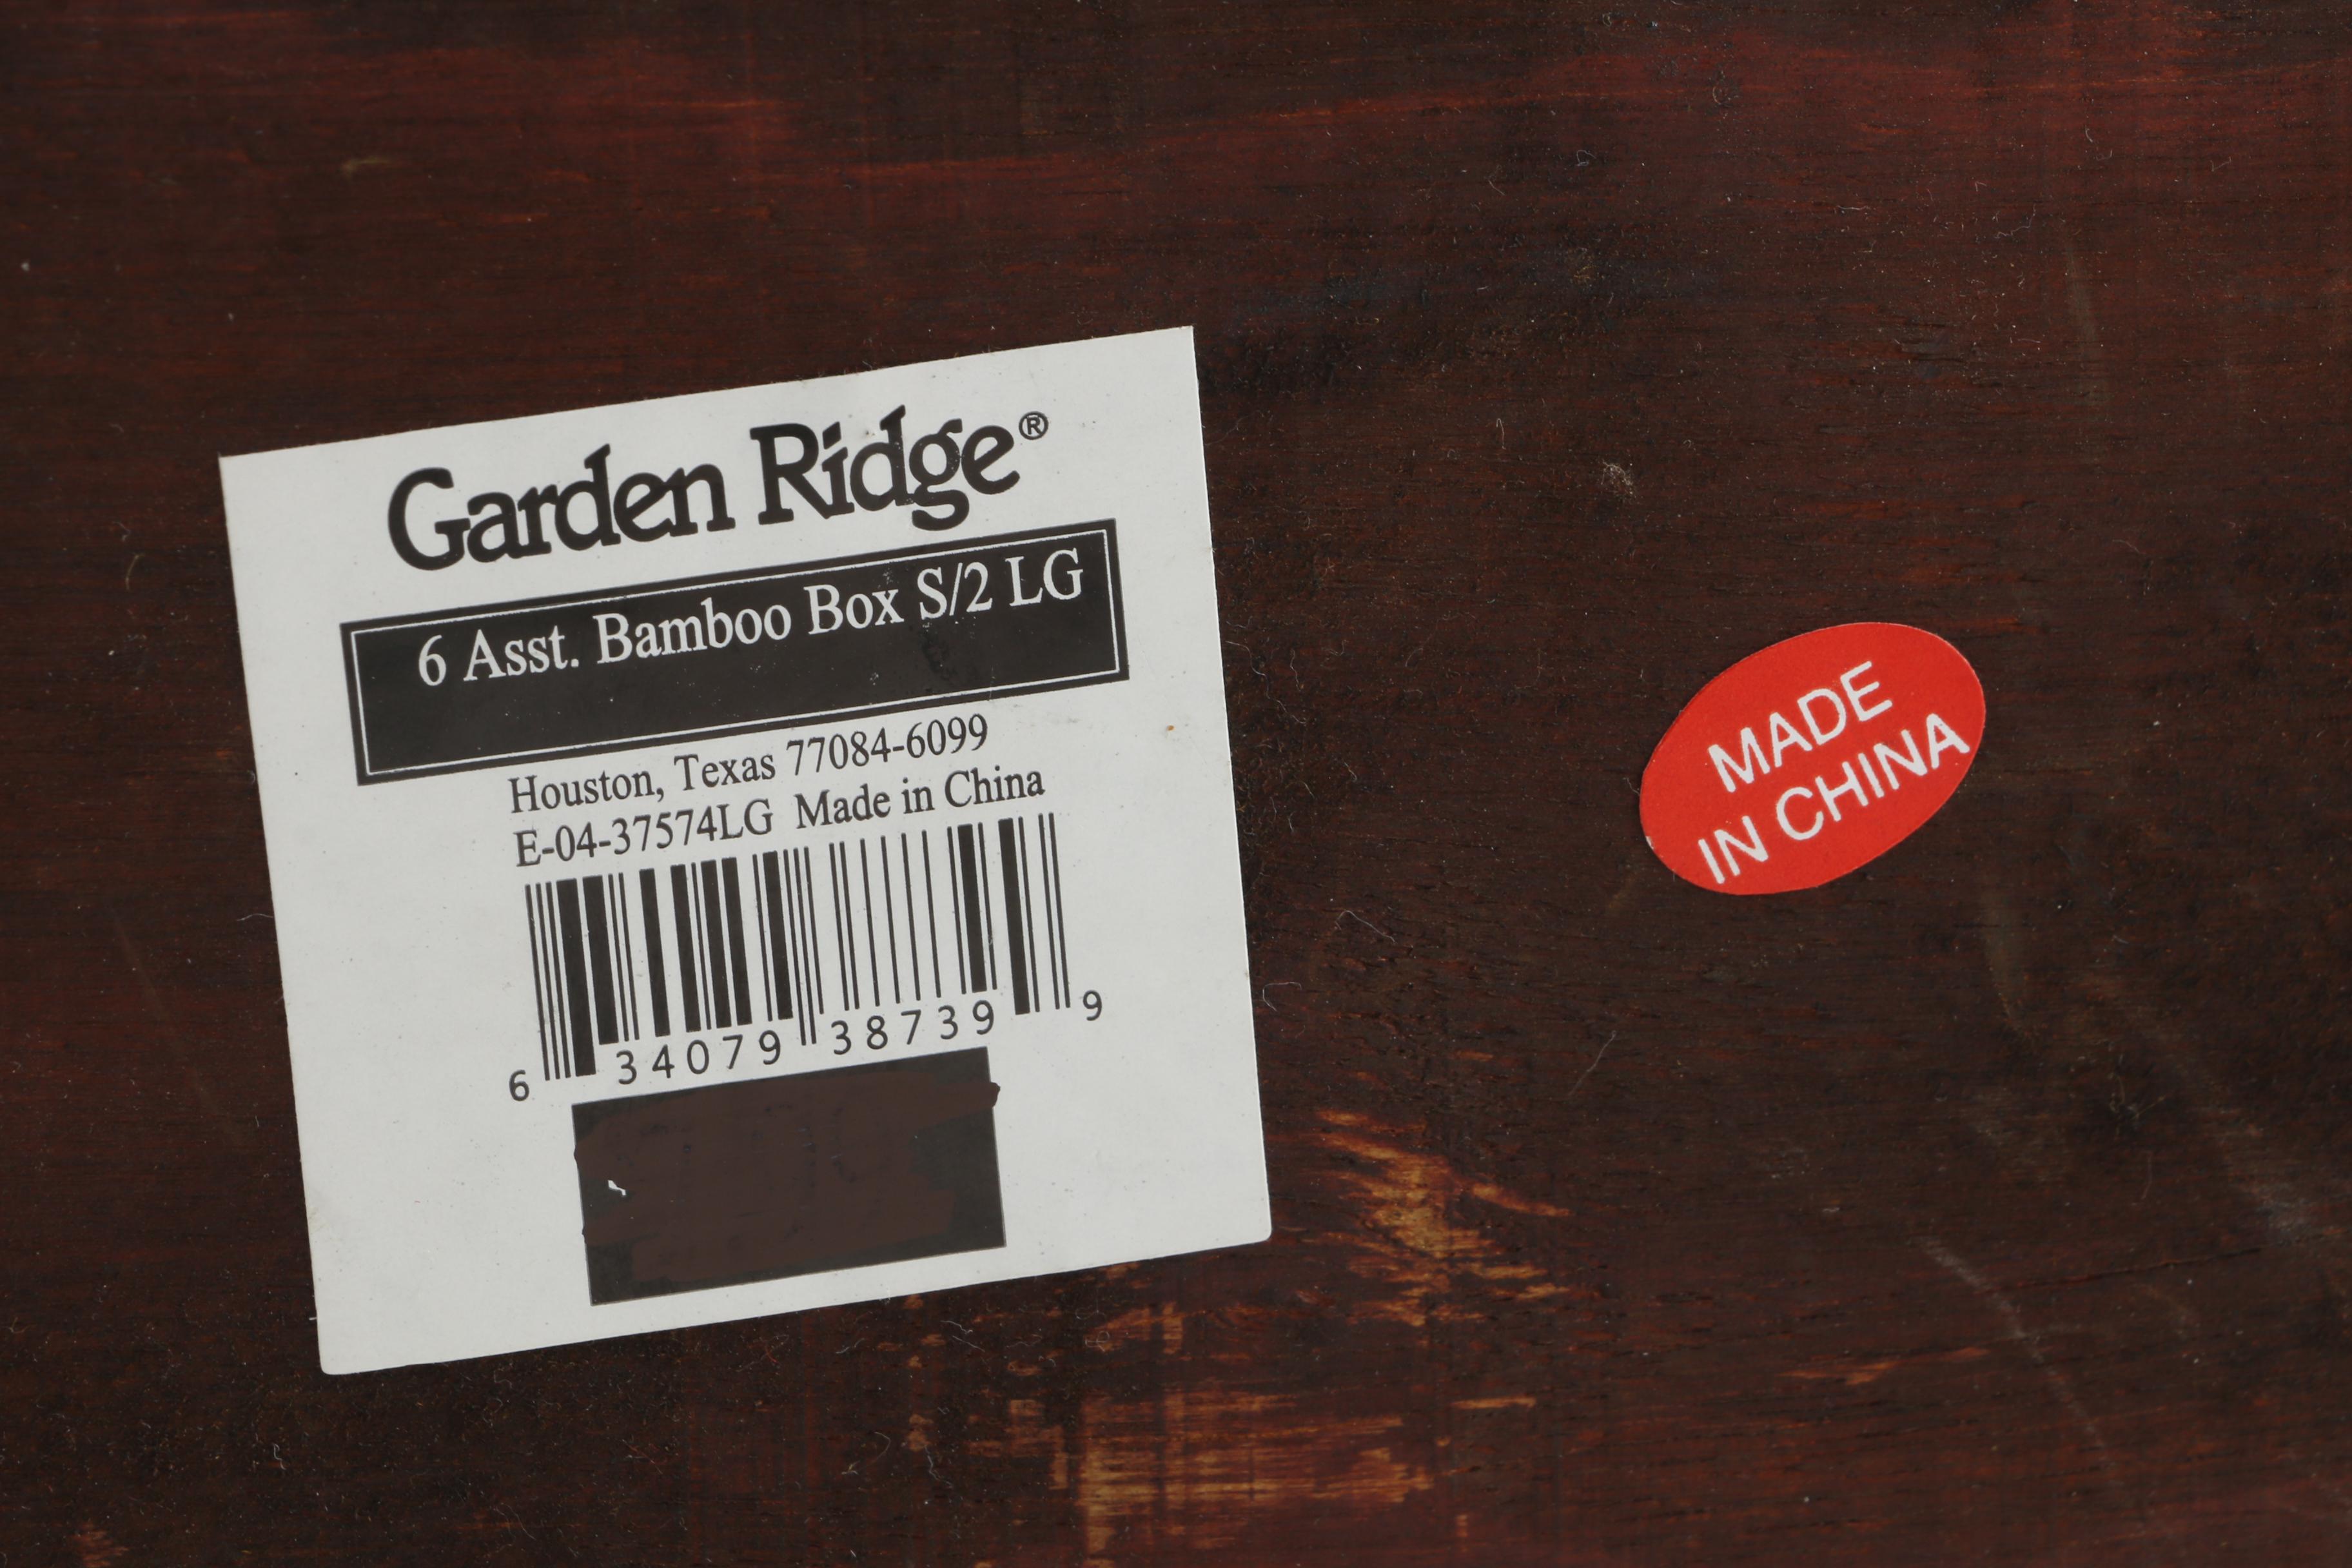 Garden Ridge®
6 Asst. Bamboo Box S/2 LG
Houston, Texas 77084-6099
E-04-37574LG Made in China
6 34079 38739 9
MADE
IN CHINA